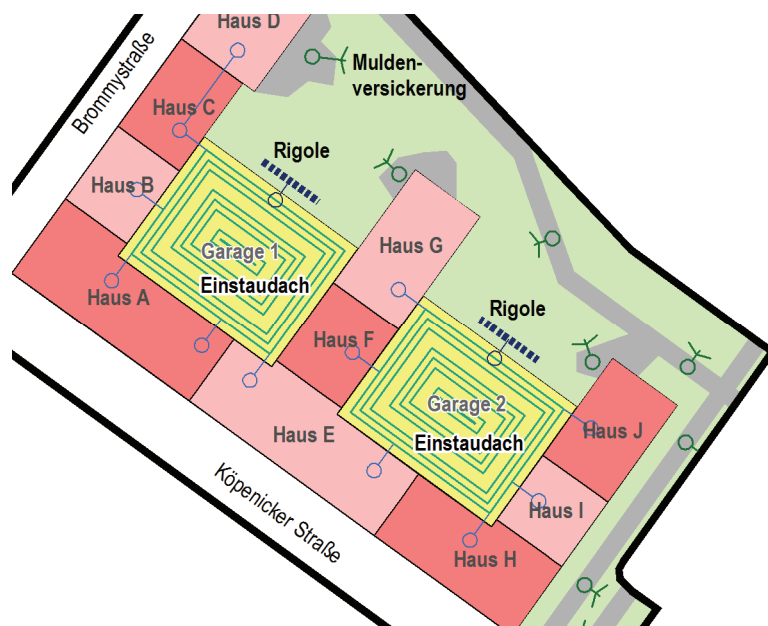 Haus D
Brommystraße
Mulden-
versickerung
Haus C
Rigole
Haus B
Haus G
Garage 1
Einstaudach
Haus A
Rigole
Haus F
Garage 2
Haus E
Einstaudach
Haus J
Köpenicker Straße
Haus I
Haus H